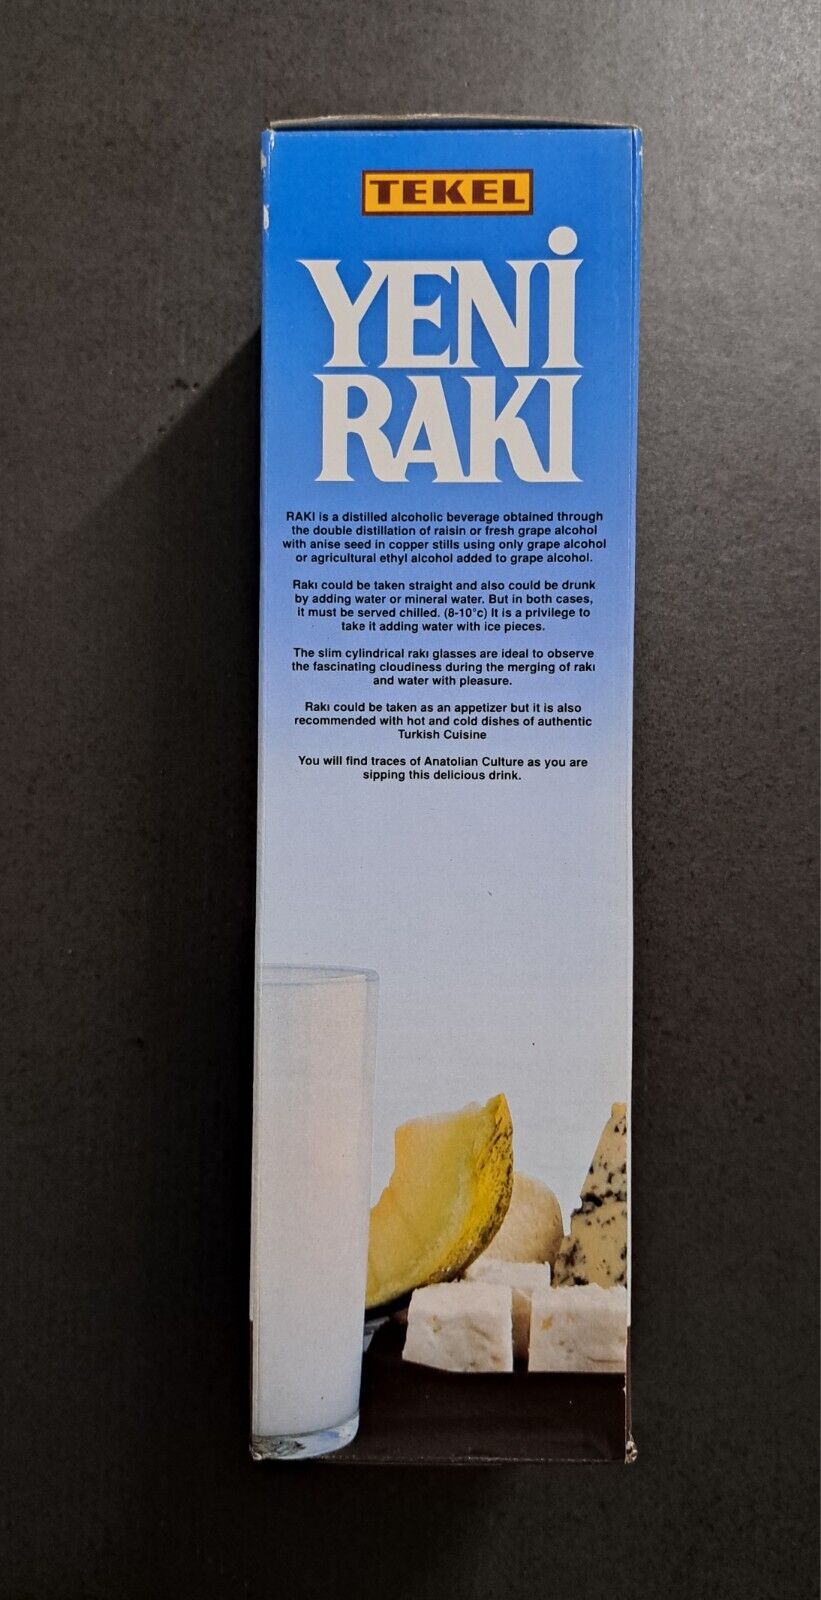 TEKEL
YENİ
RAKI
RAKI is a distilled alcoholic beverage obtained through
the double distillation of raisin or fresh grape alcohol
with anise seed in copper stills using only grape alcohol
or agricultural ethyl alcohol added to grape alcohol.
Rakı could be taken straight and also could be drunk
by adding water or mineral water. But in both cases,
it must be served chilled. (8-10°c) It is a privilege to
take it adding water with ice pieces.
The slim cylindrical rakı glasses are ideal to observe
the fascinating cloudiness during the merging of rakı
and water with pleasure.
Rakı could be taken as an appetizer but it is also
recommended with hot and cold dishes of authentic
Turkish Cuisine
You will find traces of Anatolian Culture as you are
sipping this delicious drink.